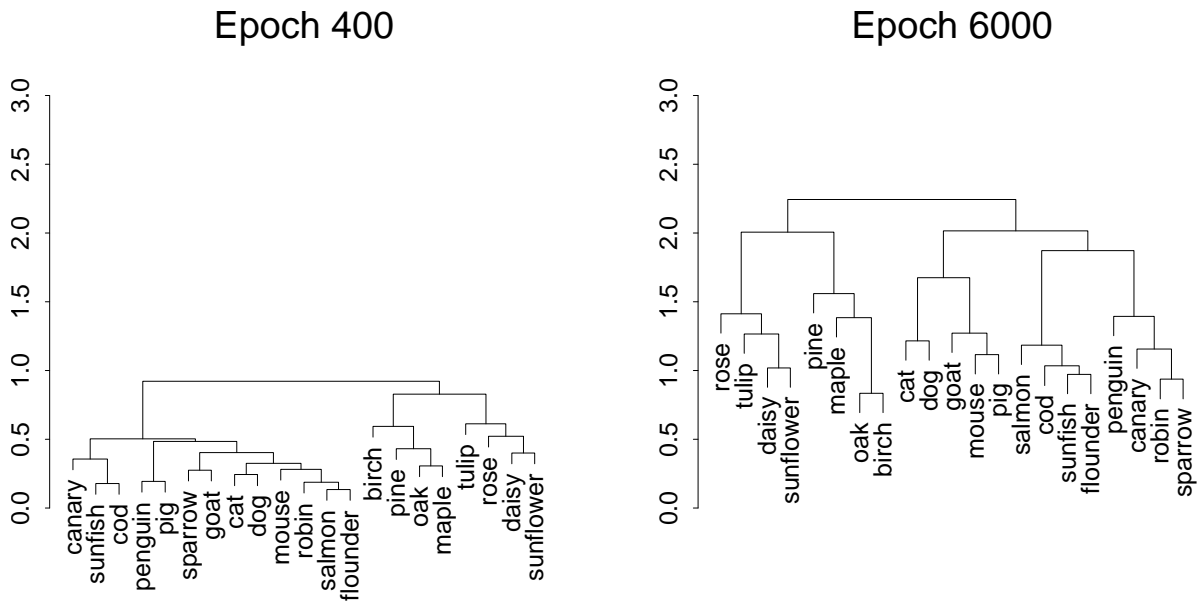 Epoch 400
3.0
2.5
2.0
1.5
1.0
0.5
0.0
canary
sunfish
cod
penguin
pig
sparrow
goat
cat
dog
mouse
robin
salmon
flounder
birch
pine
oak
maple
tulip
rose
daisy
sunflower
Epoch 6000
3.0
2.5
2.0
1.5
1.0
0.5
0.0
rose
tulip
daisy
sunflower
pine
maple
oak
birch
cat
dog
goat
mouse
pig
salmon
cod
sunfish
flounder
penguin
canary
robin
sparrow